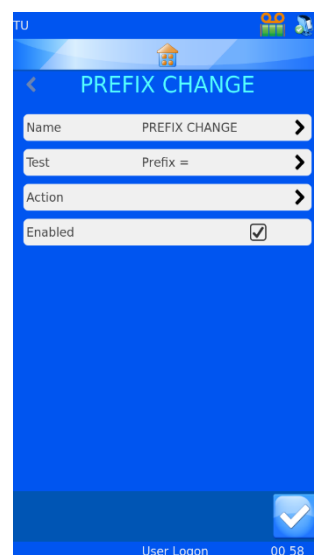 TU
PREFIX CHANGE
Name PREFIX CHANGE
Test Prefix =
Action
Enabled
User Logon 00 58